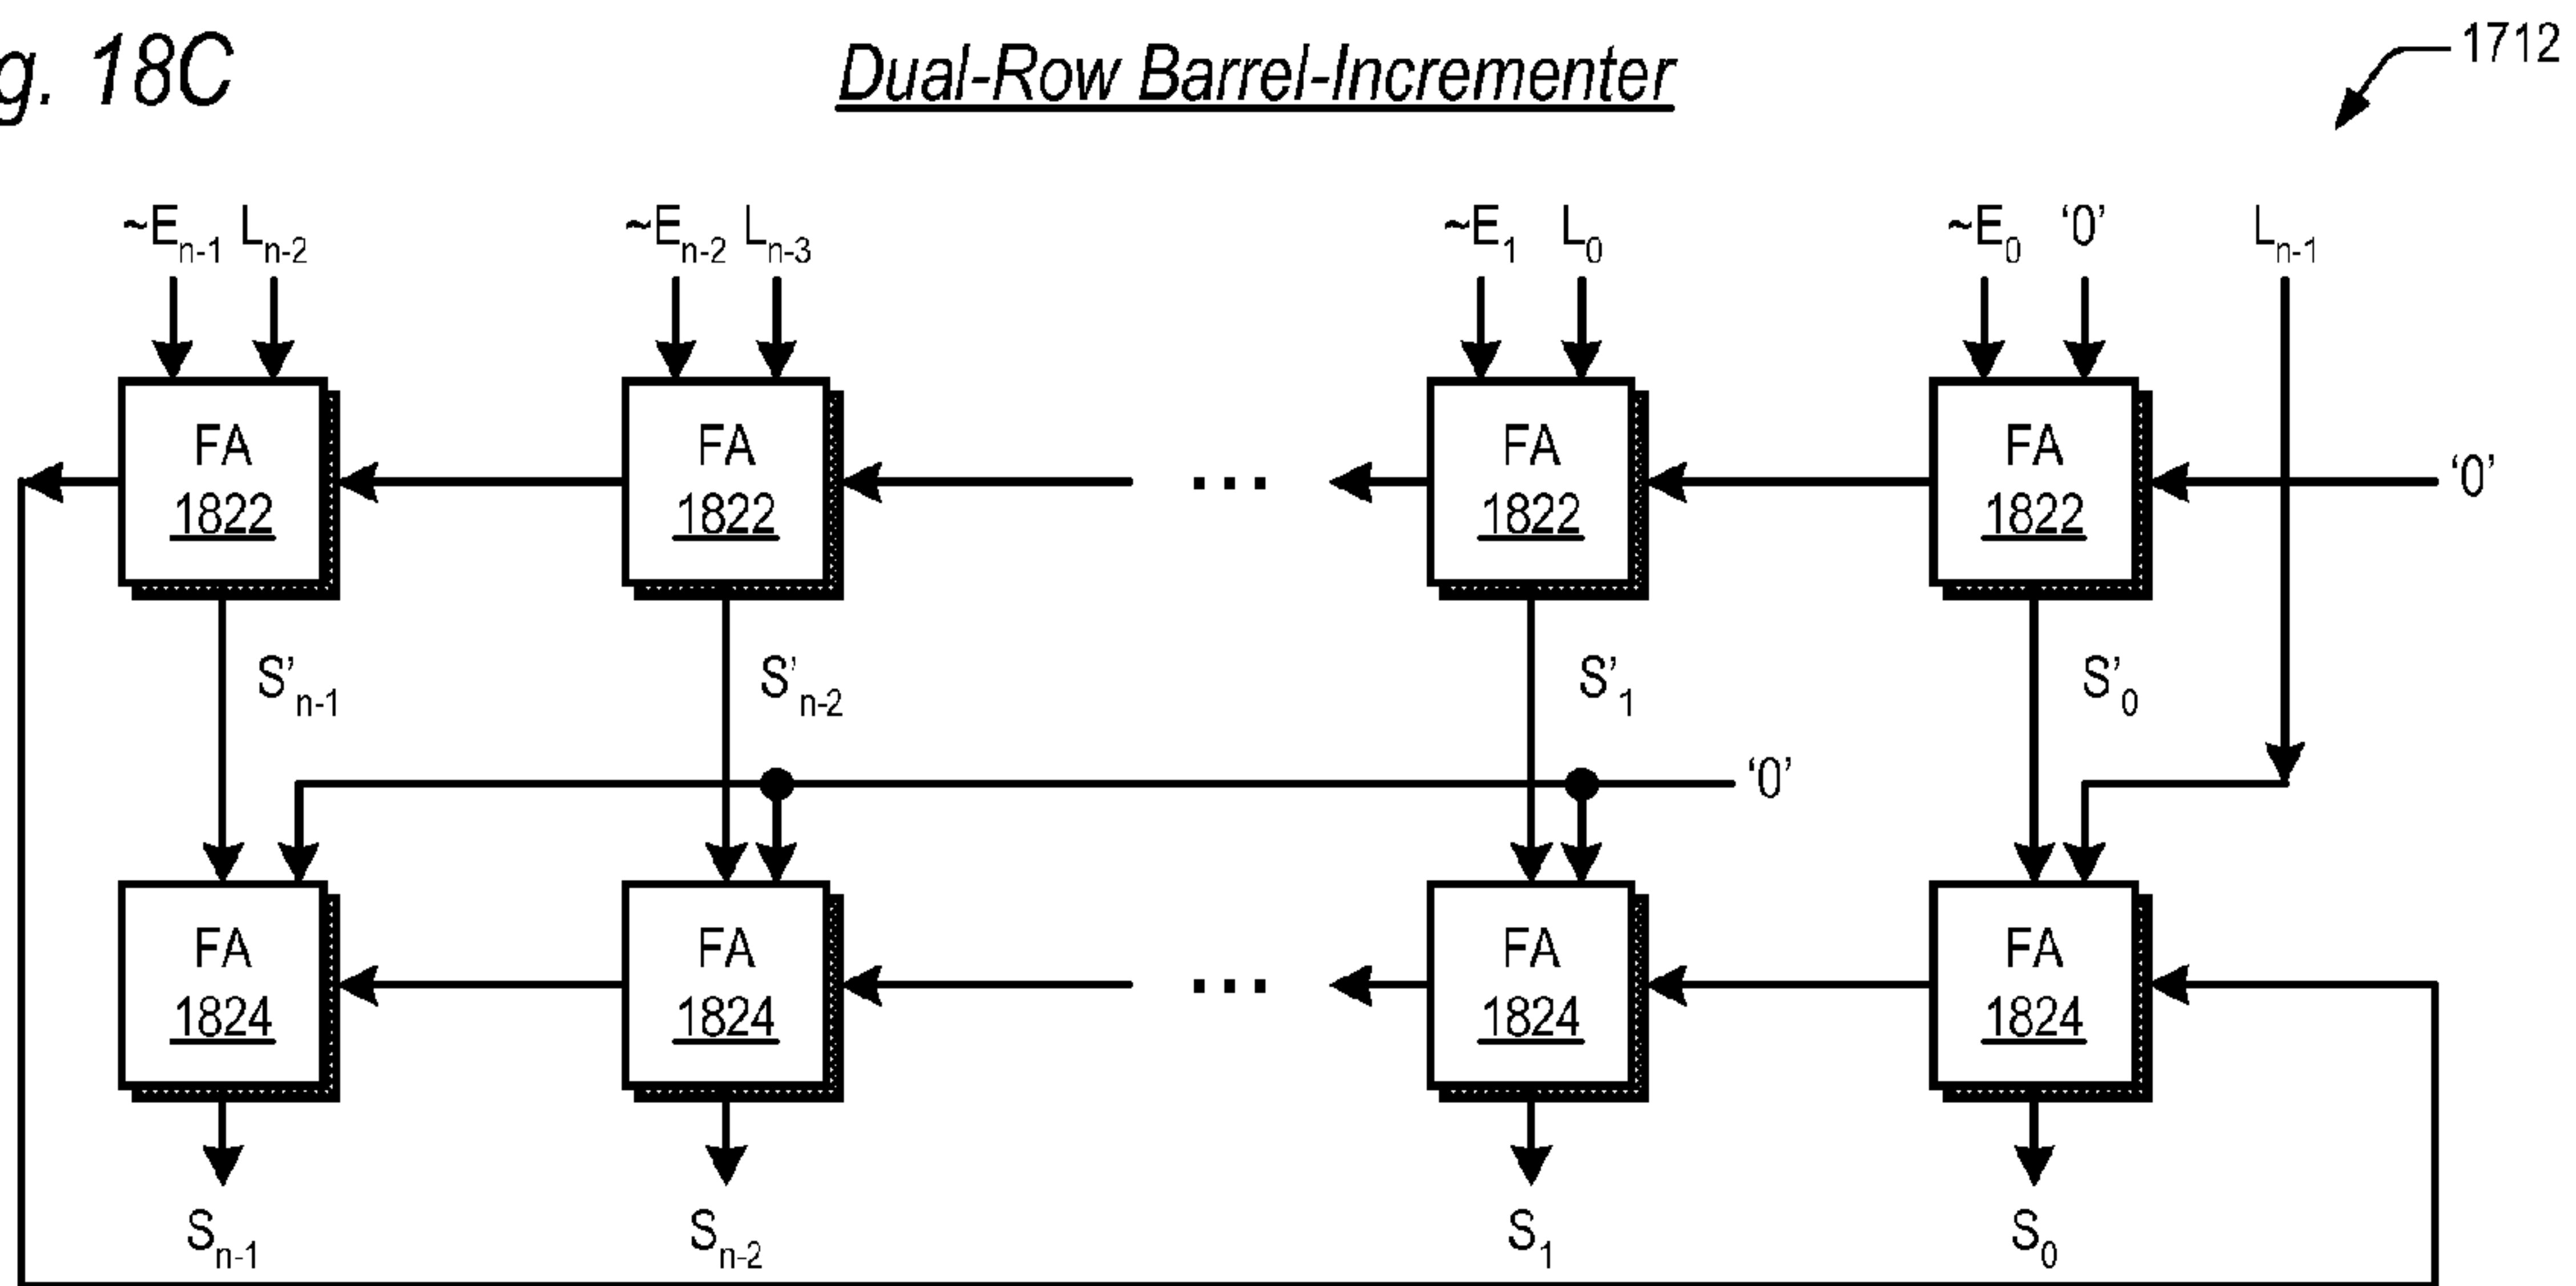 g. 18C
Dual-Row Barrel-Incrementer
1712
~Eₙ₋₁ Lₙ₋₂ ~Eₙ₋₂ Lₙ₋₃ ~E₁ L₀ ~E₀ ‘0’ Lₙ₋₁
FA FA ... FA FA ‘0’
1822 1822 1822 1822
S’ₙ₋₁ S’ₙ₋₂ S’₁ S’₀
‘0’
FA FA ... FA FA
1824 1824 1824 1824
Sₙ₋₁ Sₙ₋₂ S₁ S₀